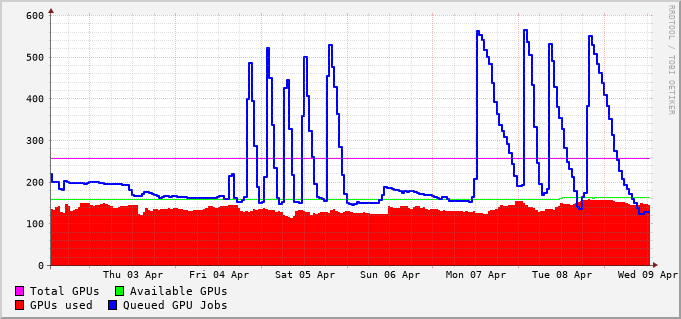 600
500
400
300
200
100
0
Thu 03 Apr Fri 04 Apr Sat 05 Apr Sun 06 Apr Mon 07 Apr Tue 08 Apr Wed 09 Apr
Total GPUs Available GPUs
GPUs used Queued GPU Jobs
RRDTOOL / TOBI OETIKER